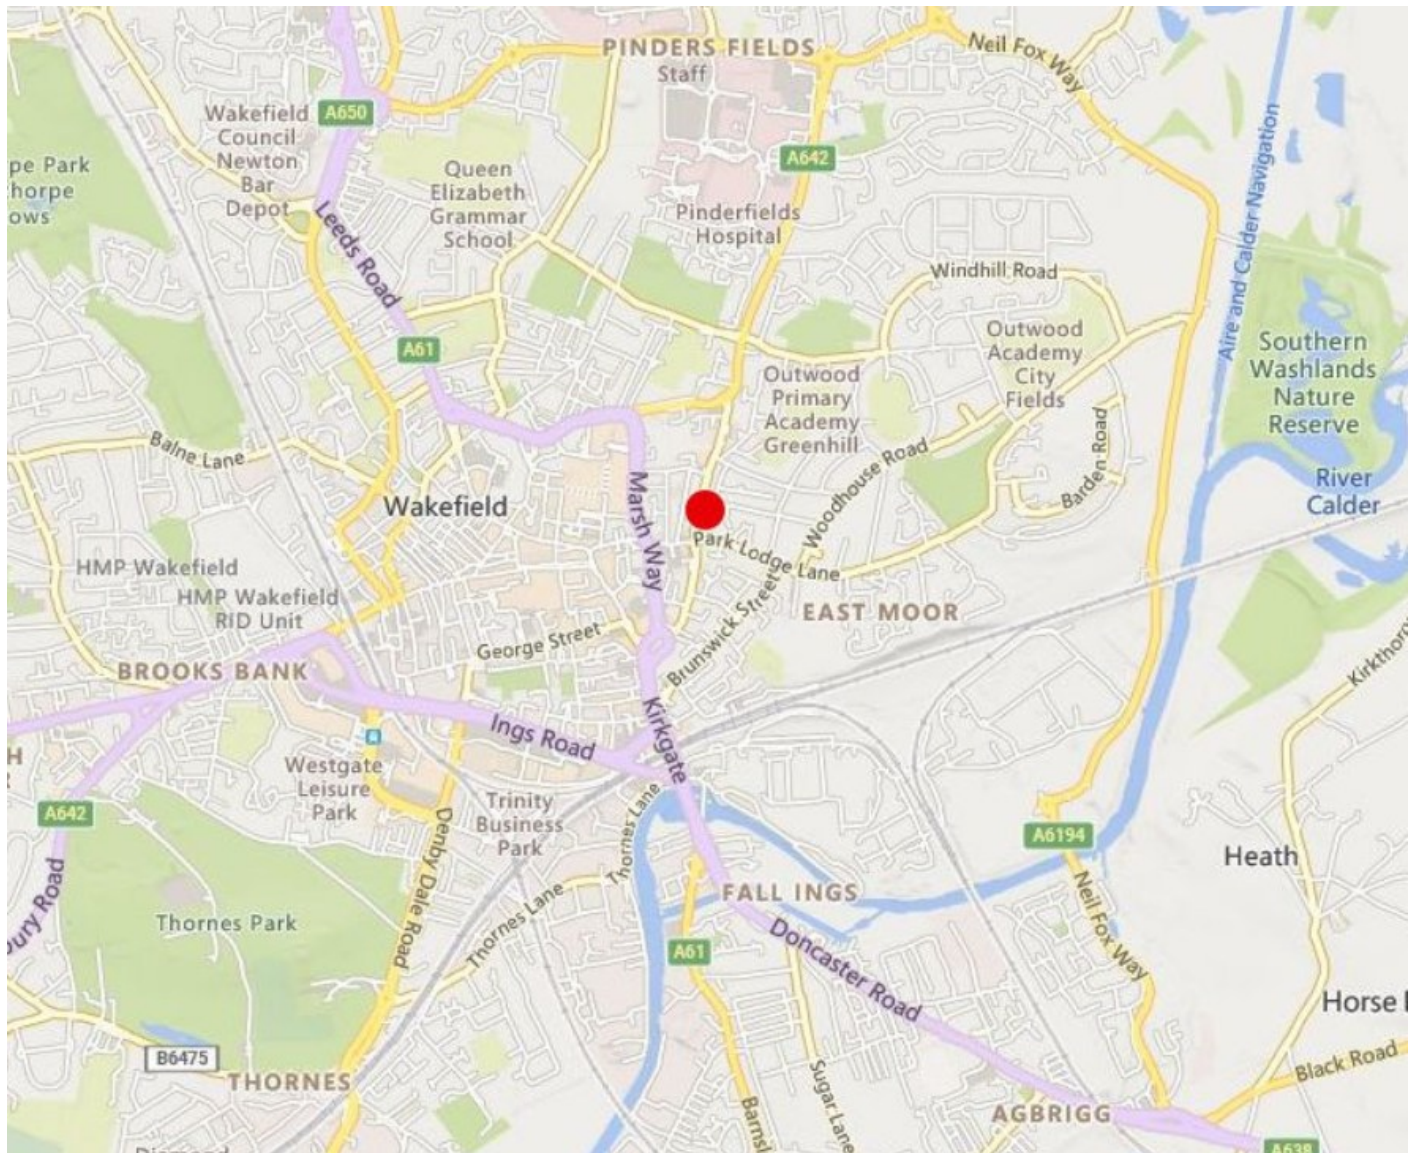 PINDERS FIELDS
Staff
Neil Fox Way
Wakefield
Council
Newton
Bar
Depot
A650
A642
pe Park
horpe
ows
Queen
Elizabeth
Grammar
School
Pinderfields
Hospital
Aire and Calder Navigation
Leeds Road
Windhill Road
A61
Outwood
Academy
City
Fields
Southern
Washlands
Nature
Reserve
Outwood
Primary
Academy
Greenhill
Balne Lane
Barden Road
Woodhouse Road
River
Calder
Wakefield
Marsh Way
Park Lodge Lane
HMP Wakefield
HMP Wakefield
RID Unit
EAST MOOR
George Street
Brunswick Street
Kirkthor
BROOKS BANK
Kirkgate
Ings Road
H
Westgate
Leisure
Park
Trinity
Business
Park
Thornes Lane
A642
Denby Dale Road
A6194
Heath
bury Road
Thornes Park
Thornes Lane
FALL INGS
Neil Fox Way
A61
Doncaster Road
Horse
B6475
THORNES
Sugar Lane
Black Road
Barnsl
AGBRIGG
A638